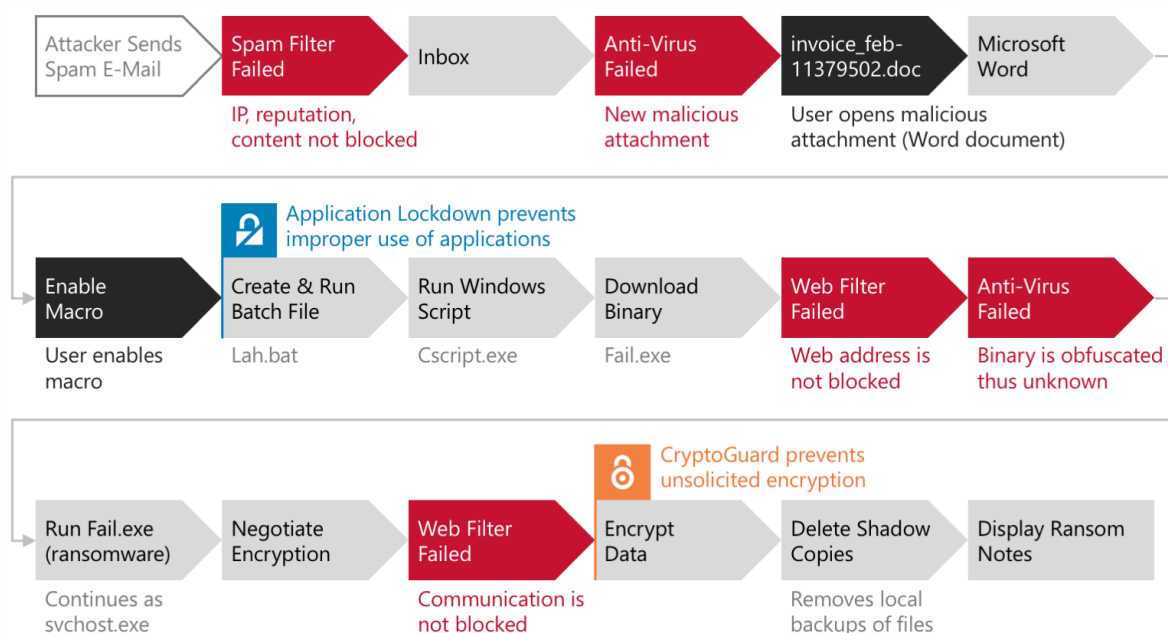 Attacker Sends
Spam E-Mail
Spam Filter
Failed
IP, reputation,
content not blocked
Inbox
Anti-Virus
Failed
New malicious
attachment
invoice_feb-
11379502.doc
User opens malicious
attachment (Word document)
Microsoft
Word
Enable
Macro
User enables
macro
Application Lockdown prevents
improper use of applications
Create & Run
Batch File
Lah.bat
Run Windows
Script
Cscript.exe
Download
Binary
Fail.exe
Web Filter
Failed
Web address is
not blocked
Anti-Virus
Failed
Binary is obfuscated
thus unknown
Run Fail.exe
(ransomware)
Continues as
svchost.exe
Negotiate
Encryption
Web Filter
Failed
Communication is
not blocked
CryptoGuard prevents
unsolicited encryption
Encrypt
Data
Delete Shadow
Copies
Removes local
backups of files
Display Ransom
Notes